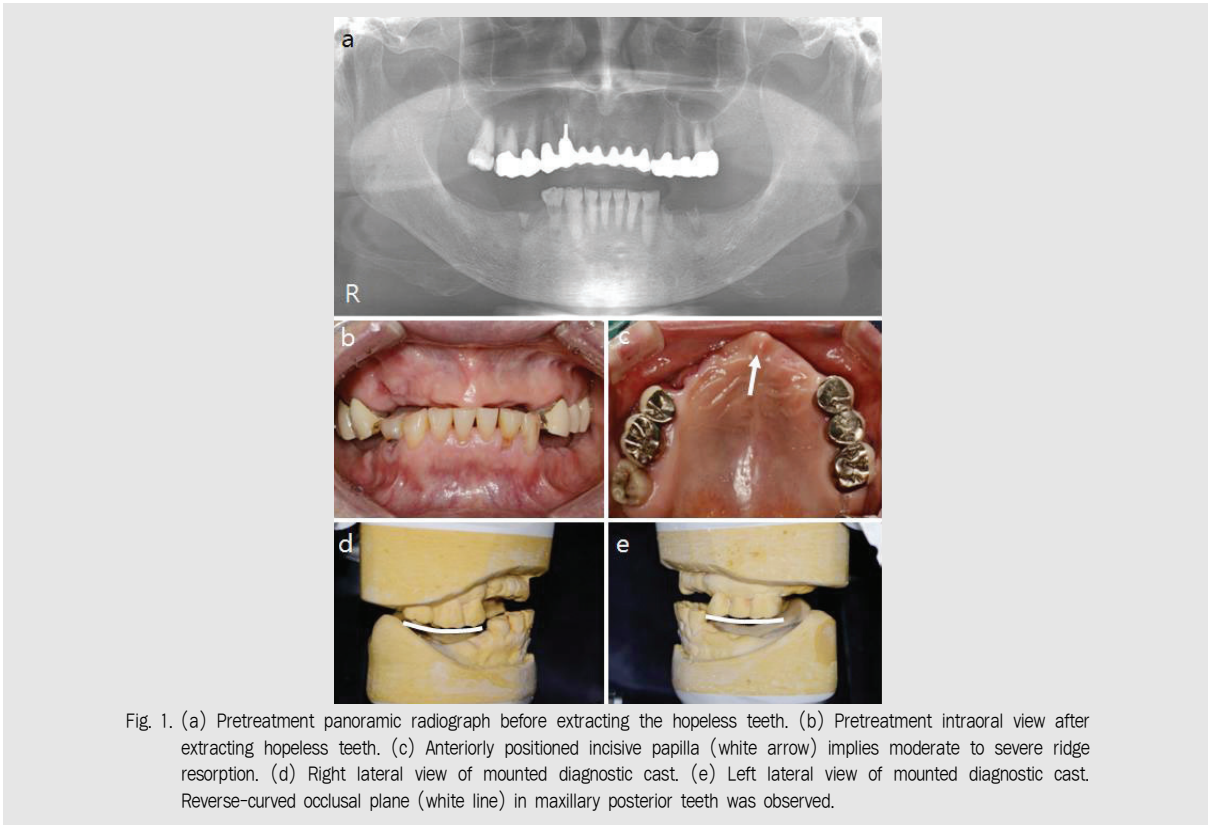 a
R
b
c
d
e
Fig. 1. (a) Pretreatment panoramic radiograph before extracting the hopeless teeth. (b) Pretreatment intraoral view after
extracting hopeless teeth. (c) Anteriorly positioned incisive papilla (white arrow) implies moderate to severe ridge
resorption. (d) Right lateral view of mounted diagnostic cast. (e) Left lateral view of mounted diagnostic cast.
Reverse-curved occlusal plane (white line) in maxillary posterior teeth was observed.